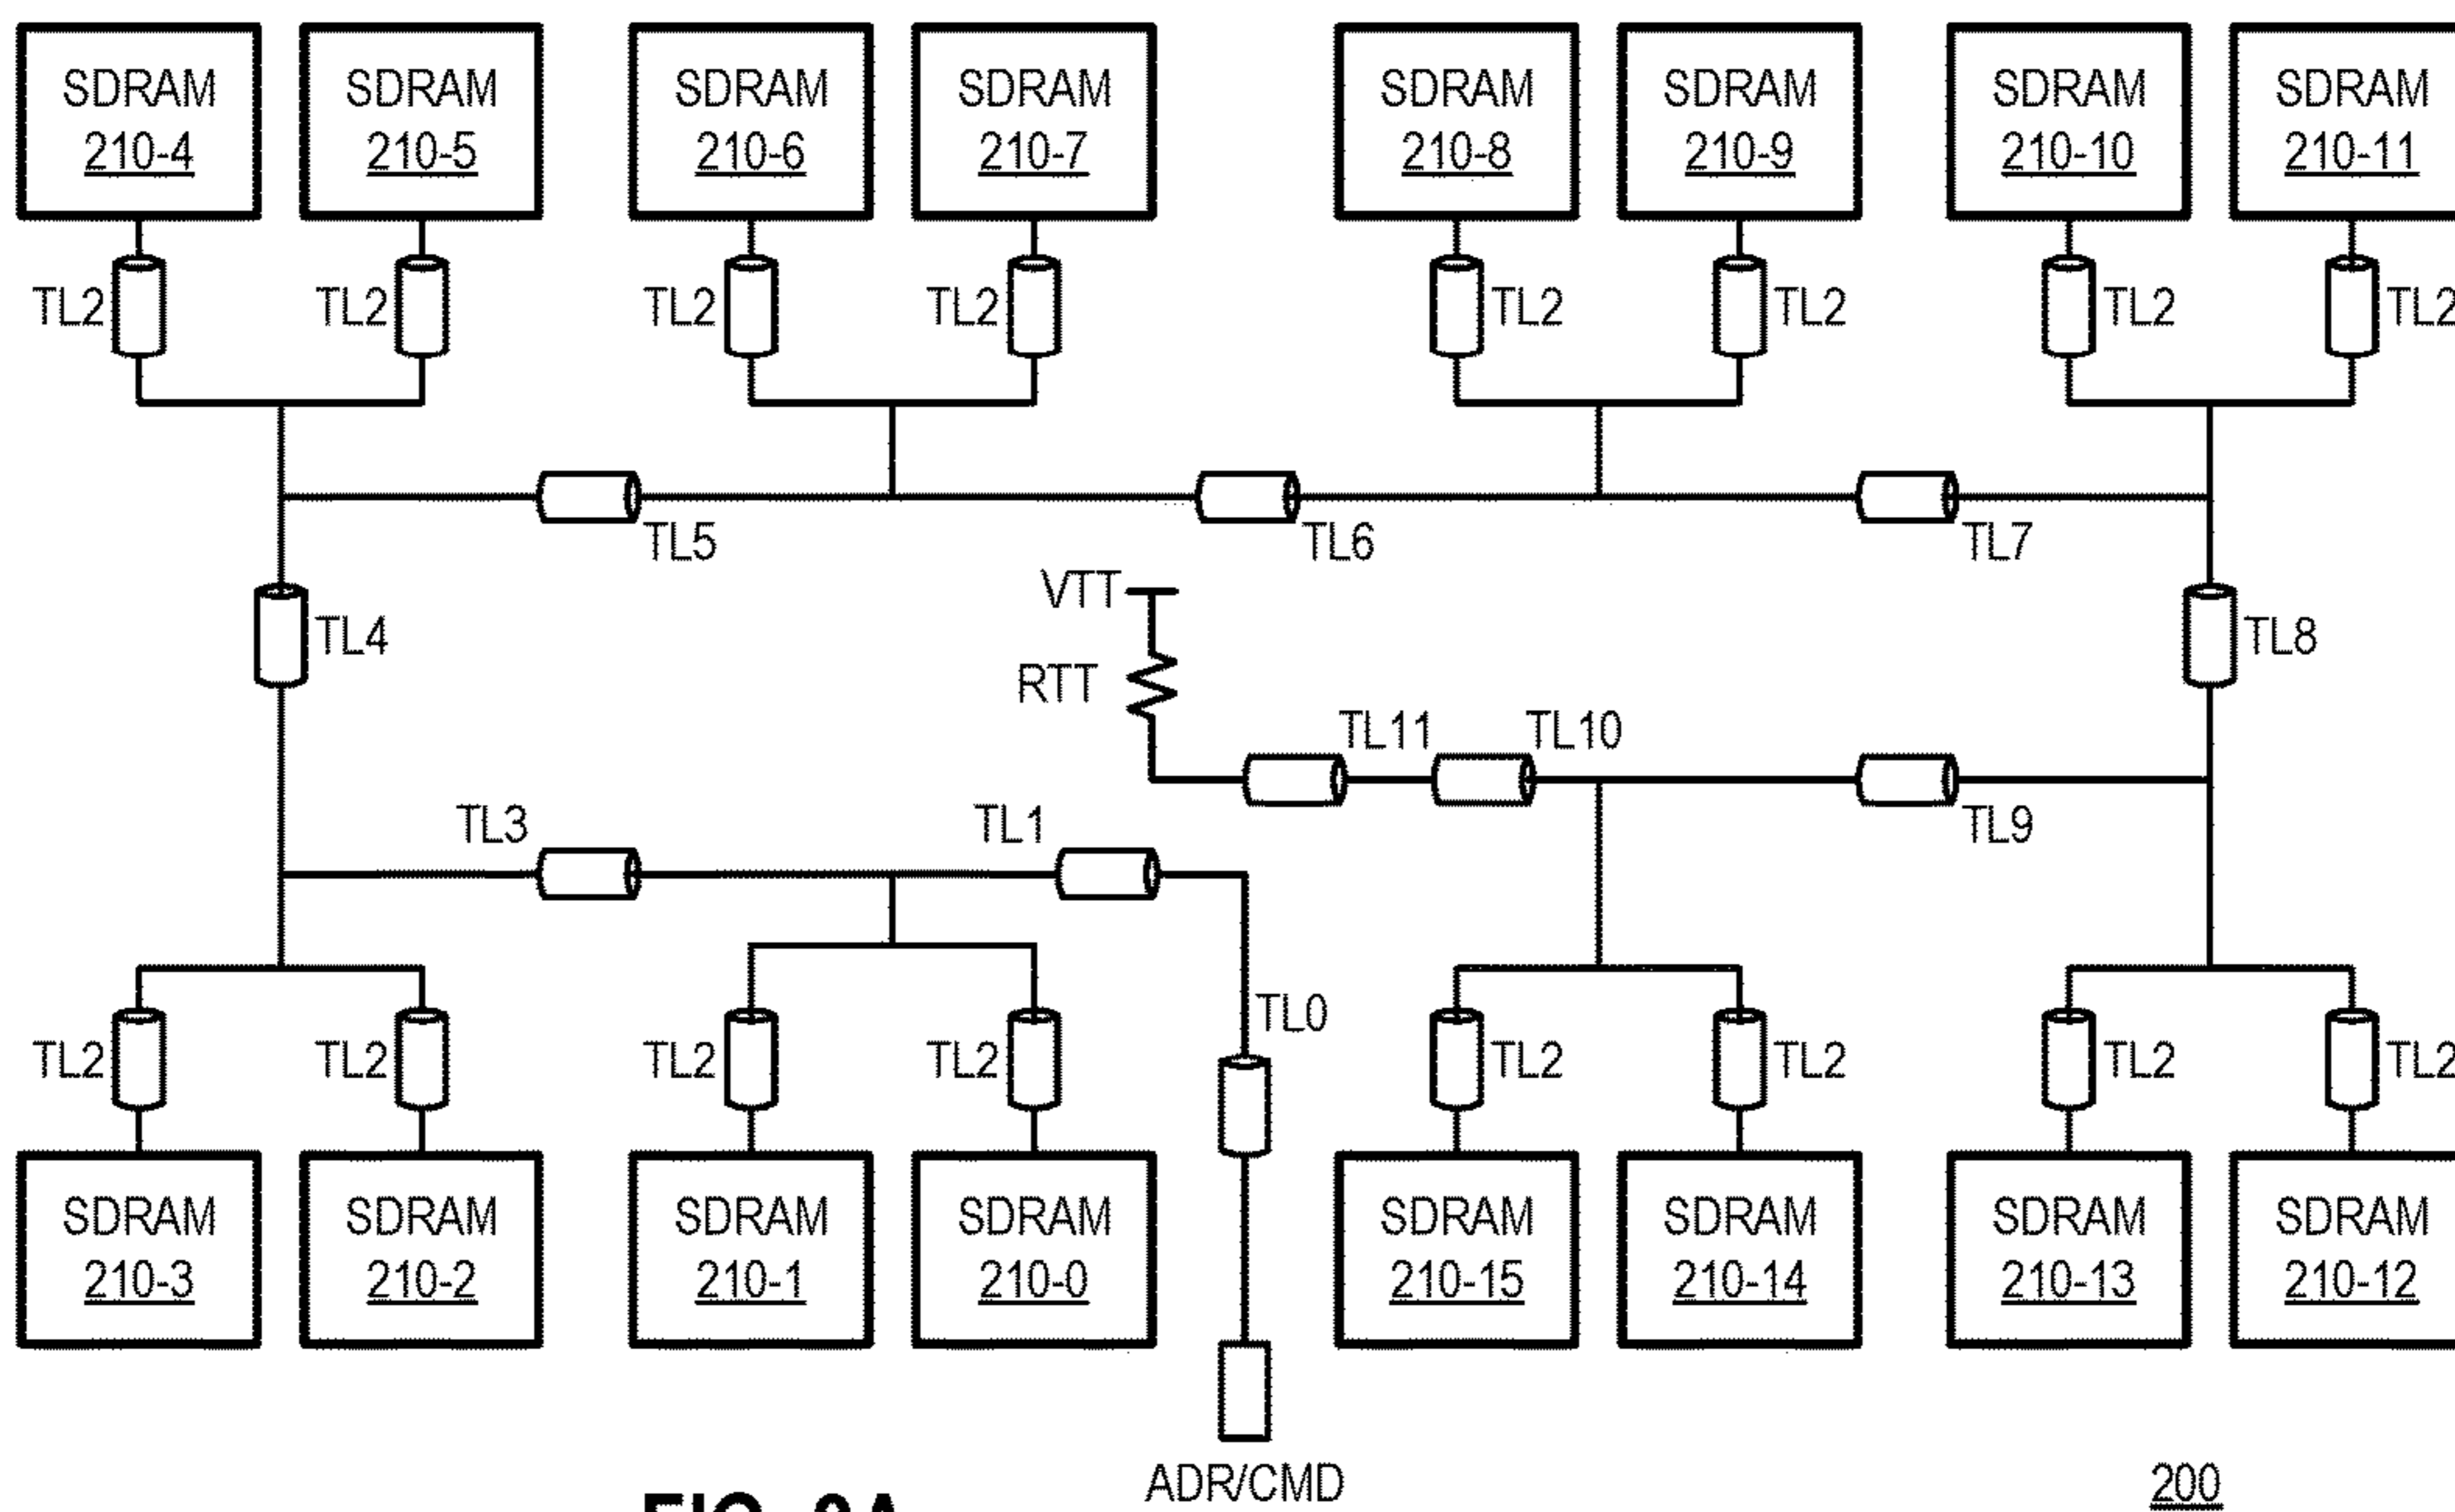 SDRAM SDRAM SDRAM SDRAM SDRAM SDRAM SDRAM SDRAM
210-4 210-5 210-6 210-7 210-8 210-9 210-10 210-11
TL2 TL2 TL2 TL2 TL2 TL2 TL2 TL2
TL5 TL6 TL7
VTT
TL4 TL8
RTT
TL11 TL10
TL3 TL1 TL9
TL0
TL2 TL2 TL2 TL2 TL2 TL2 TL2 TL2
SDRAM SDRAM SDRAM SDRAM SDRAM SDRAM SDRAM SDRAM
210-3 210-2 210-1 210-0 210-15 210-14 210-13 210-12
ADR/CMD 200